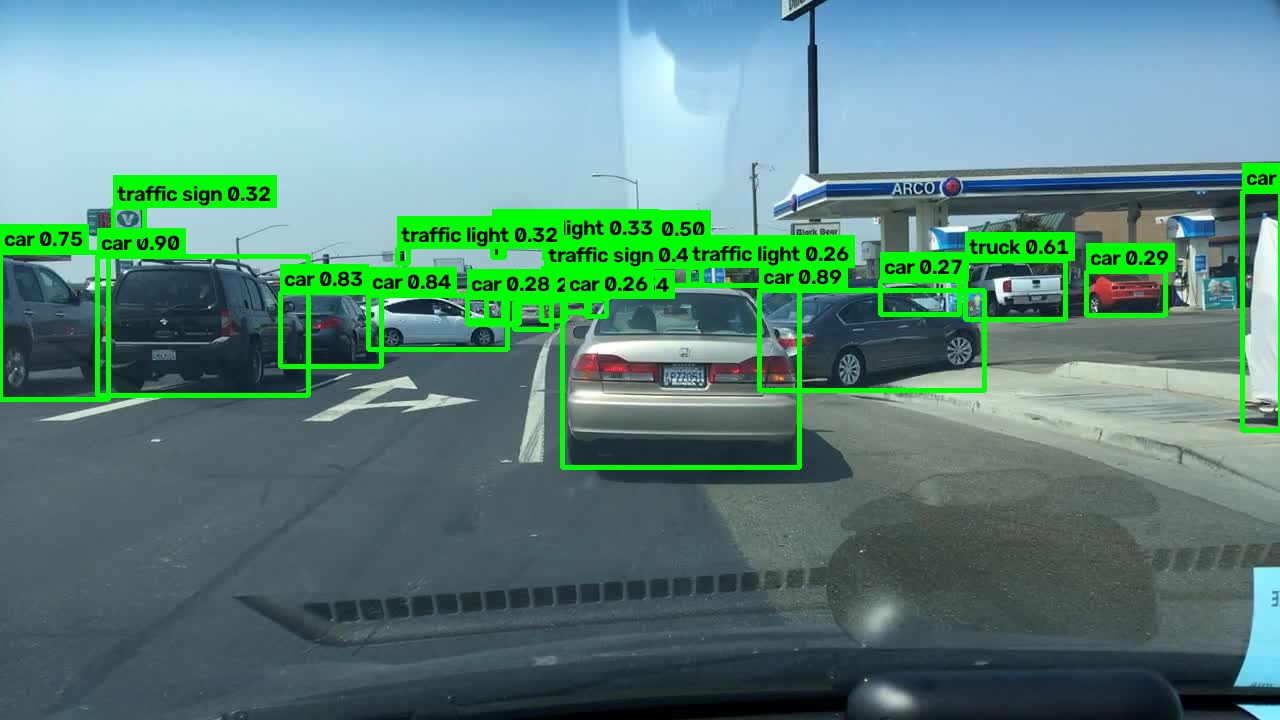 traffic sign 0.32
car
ARCO
light 0.33
0.50
traffic light 0.32
Black Bear
car 0.75
car 0.90
traffic sign 0.4
traffic light 0.26
truck 0.61
car 0.29
car 0.83
car 0.84
car 0.28
car 0.26
car 0.89
car 0.27